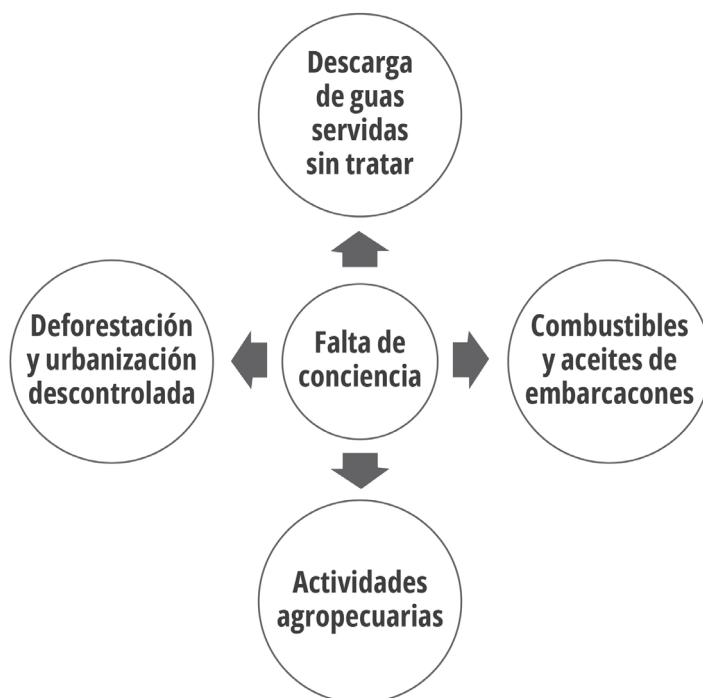 Descarga
de guas
servidas
sin tratar
Deforestación
y urbanización
descontrolada
Falta de
conciencia
Combustibles
y aceites de
embarcacones
Actividades
agropecuarias